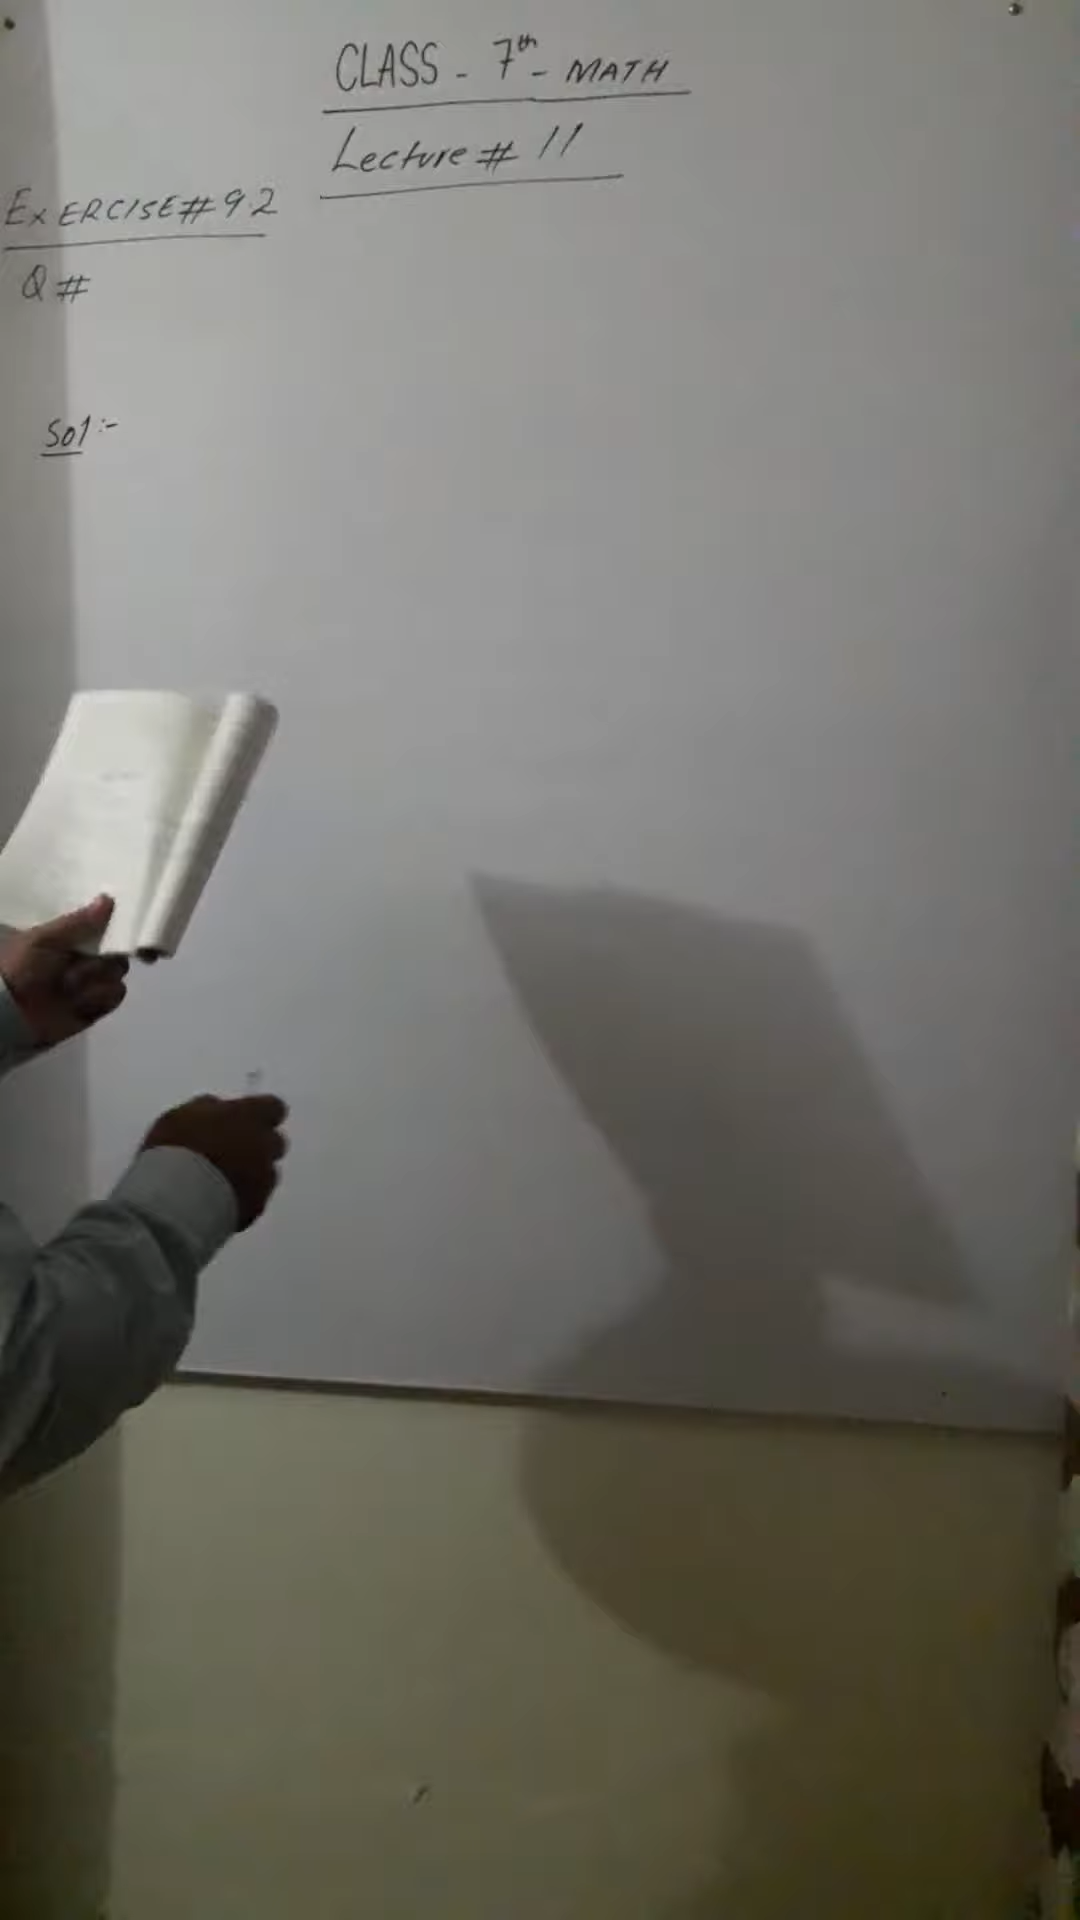 CLASS - 7th - MATH
Lecture # 11
EXERCISE # 9.2
Q #
Sol :-